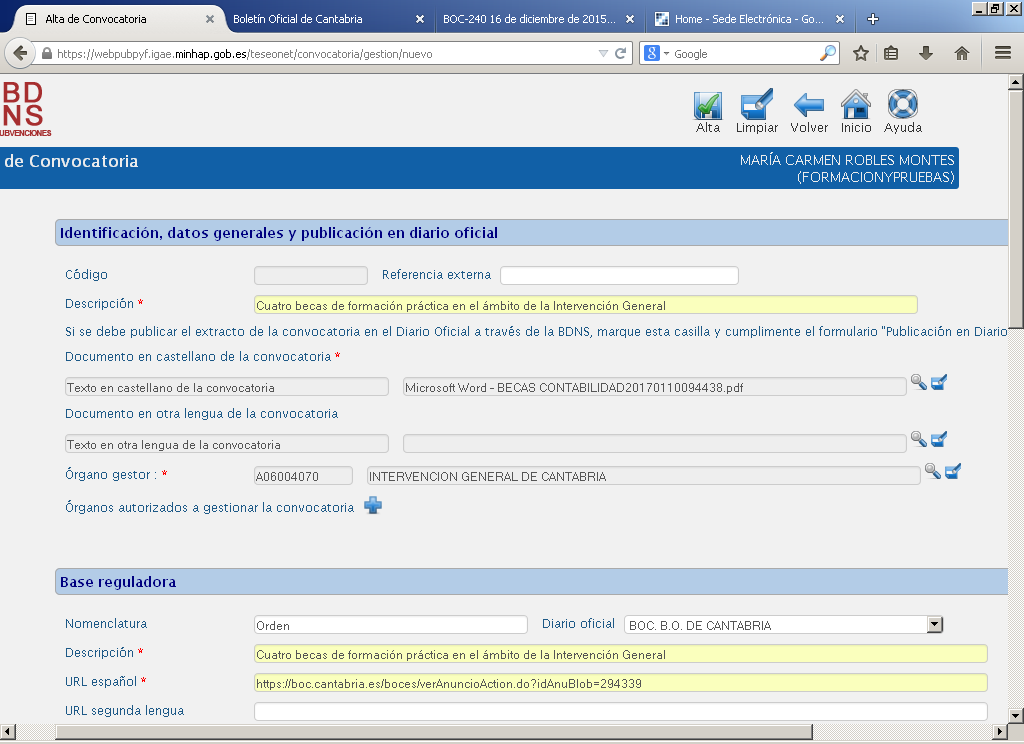 Alta de Convocatoria
Boletín Oficial de Cantabria
BOC-240 16 de diciembre de 2015...
Home - Sede Electrónica - Go...
https://webpubpyf.igae.minhap.gob.es/teseonet/convocatoria/gestion/nuevo
Google
BD
NS
UBVENCIONES
Alta
Limpiar
Volver
Inicio
Ayuda
de Convocatoria
MARÍA CARMEN ROBLES MONTES
(FORMACIONYPRUEBAS)
Identificación, datos generales y publicación en diario oficial
Código
Referencia externa
Descripción *
Cuatro becas de formación práctica en el ámbito de la Intervención General
Si se debe publicar el extracto de la convocatoria en el Diario Oficial a través de la BDNS, marque esta casilla y cumplimente el formulario "Publicación en Diario
Documento en castellano de la convocatoria *
Texto en castellano de la convocatoria
Microsoft Word - BECAS CONTABILIDAD20170110094438.pdf
Documento en otra lengua de la convocatoria
Texto en otra lengua de la convocatoria
Órgano gestor : *
A06004070
INTERVENCION GENERAL DE CANTABRIA
Órganos autorizados a gestionar la convocatoria
Base reguladora
Nomenclatura
Orden
Diario oficial
BOC. B.O. DE CANTABRIA
Descripción *
Cuatro becas de formación práctica en el ámbito de la Intervención General
URL español *
https://boc.cantabria.es/boces/verAnuncioAction.do?idAnuBlob=294339
URL segunda lengua